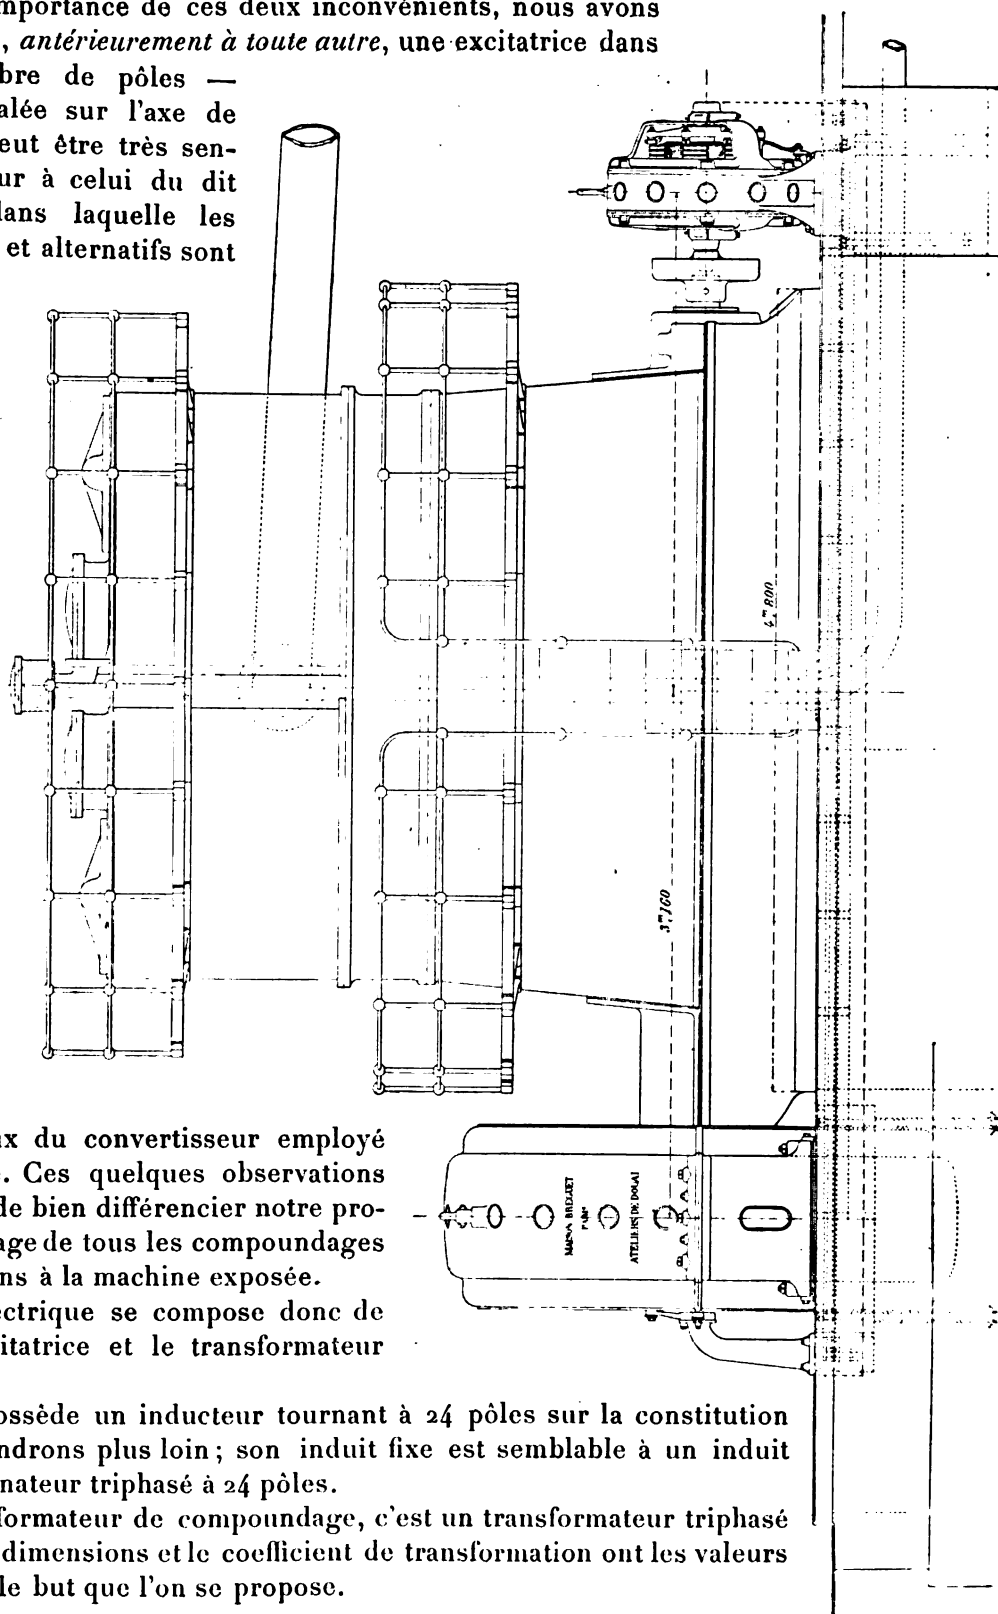 mportance de ces deux inconvénients, nous avons
, antérieurement à toute autre, une excitatrice dans
bre de pôles —
alée sur l'axe de
eut être très sen-
ur à celui du dit
lans laquelle les
et alternatifs sont
4m800
3m160
MAISON BREGUET
PARIS
ATELIERS DE DOUAI
ux du convertisseur employé
. Ces quelques observations
de bien différencier notre pro-
age de tous les compoundages
ns à la machine exposée.
ectrique se compose donc de
itatrice et le transformateur
ossède un inducteur tournant à 24 pôles sur la constitution
ndrons plus loin ; son induit fixe est semblable à un induit
nateur triphasé à 24 pôles.
formateur de compoundage, c'est un transformateur triphasé
dimensions et le coefficient de transformation ont les valeurs
le but que l'on se propose.